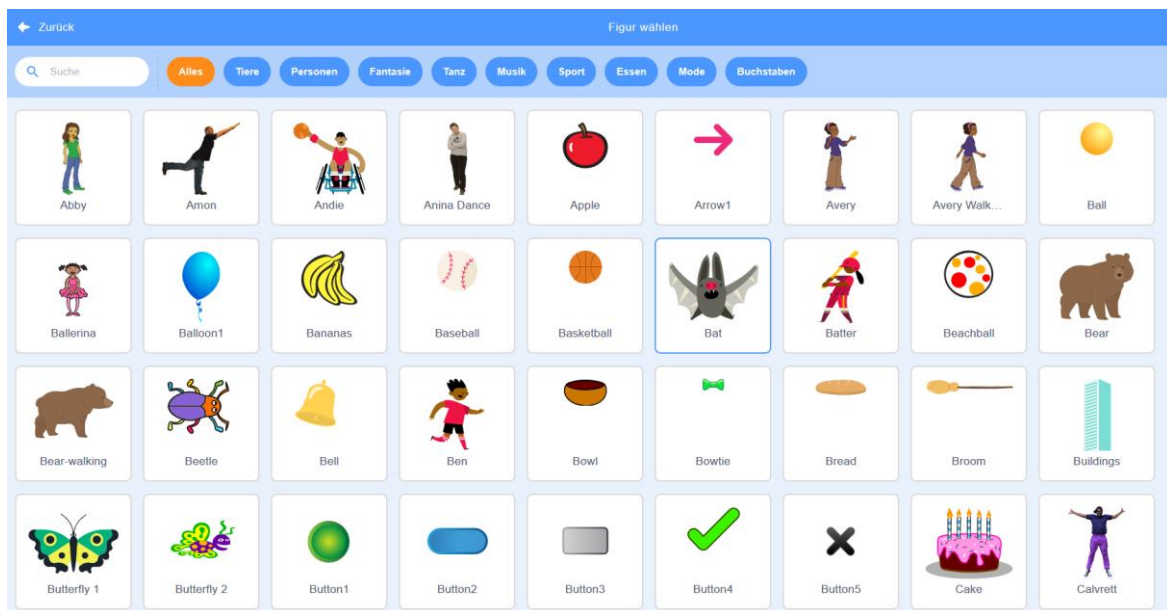 Zurück
Figur wählen
Suche
Alles Tiere Personen Fantasie Tanz Musik Sport Essen Mode Buchstaben
Abby Amon Andie Anina Dance Apple Arrow1 Avery Avery Walk... Ball
Ballerina Balloon1 Bananas Baseball Basketball Bat Batter Beachball Bear
Bear-walking Beetle Bell Ben Bowl Bowtie Bread Broom Buildings
Butterfly 1 Butterfly 2 Button1 Button2 Button3 Button4 Button5 Cake Calvrett